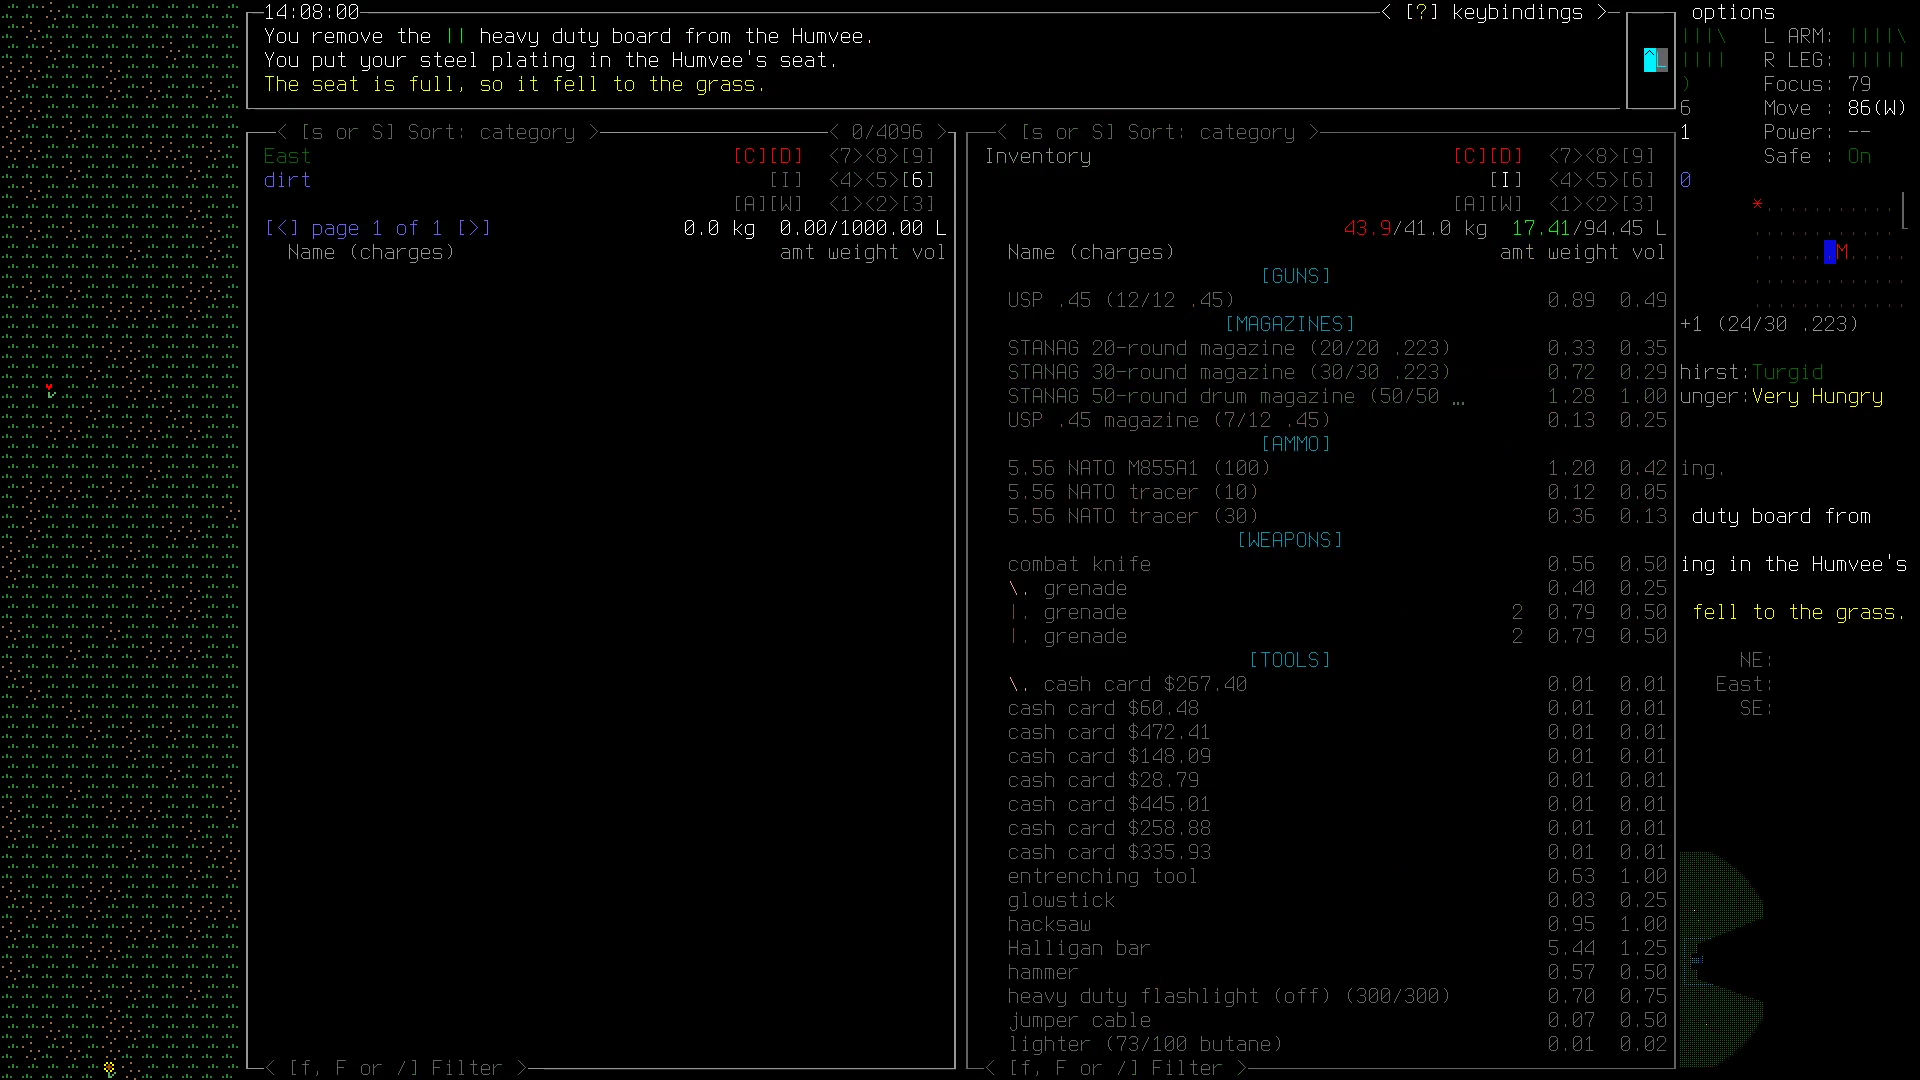 14:08:00 < [?] keybindings > options
You remove the || heavy duty board from the Humvee.
You put your steel plating in the Humvee's seat.
The seat is full, so it fell to the grass.
|||\ L ARM: ||||\
|||| R LEG: |||||
) Focus: 79
6 Move : 86(W)
1 Power: --
Safe : On
0
< [s or S] Sort: category > < 0/4096 >
East [C][D] <7><8>[9]
dirt [I] <4><5>[6]
[A][W] <1><2>[3]
[<] page 1 of 1 [>] 0.0 kg 0.00/1000.00 L
Name (charges) amt weight vol
< [f, F or /] Filter >
< [s or S] Sort: category >
Inventory [C][D] <7><8>[9]
[I] <4><5>[6]
[A][W] <1><2>[3]
43.9/41.0 kg 17.41/94.45 L
Name (charges) amt weight vol
[GUNS]
USP .45 (12/12 .45) 0.89 0.49
[MAGAZINES]
STANAG 20-round magazine (20/20 .223) 0.33 0.35
STANAG 30-round magazine (30/30 .223) 0.72 0.29
STANAG 50-round drum magazine (50/50 … 1.28 1.00
USP .45 magazine (7/12 .45) 0.13 0.25
[AMMO]
5.56 NATO M855A1 (100) 1.20 0.42
5.56 NATO tracer (10) 0.12 0.05
5.56 NATO tracer (30) 0.36 0.13
[WEAPONS]
combat knife 0.56 0.50
\. grenade 0.40 0.25
|. grenade 2 0.79 0.50
|. grenade 2 0.79 0.50
[TOOLS]
\. cash card $267.40 0.01 0.01
cash card $60.48 0.01 0.01
cash card $472.41 0.01 0.01
cash card $148.09 0.01 0.01
cash card $28.79 0.01 0.01
cash card $445.01 0.01 0.01
cash card $258.88 0.01 0.01
cash card $335.93 0.01 0.01
entrenching tool 0.63 1.00
glowstick 0.03 0.25
hacksaw 0.95 1.00
Halligan bar 5.44 1.25
hammer 0.57 0.50
heavy duty flashlight (off) (300/300) 0.70 0.75
jumper cable 0.07 0.50
lighter (73/100 butane) 0.01 0.02
< [f, F or /] Filter >
+1 (24/30 .223)
hirst:Turgid
unger:Very Hungry
ing.
duty board from
ing in the Humvee's
fell to the grass.
NE:
East:
SE: